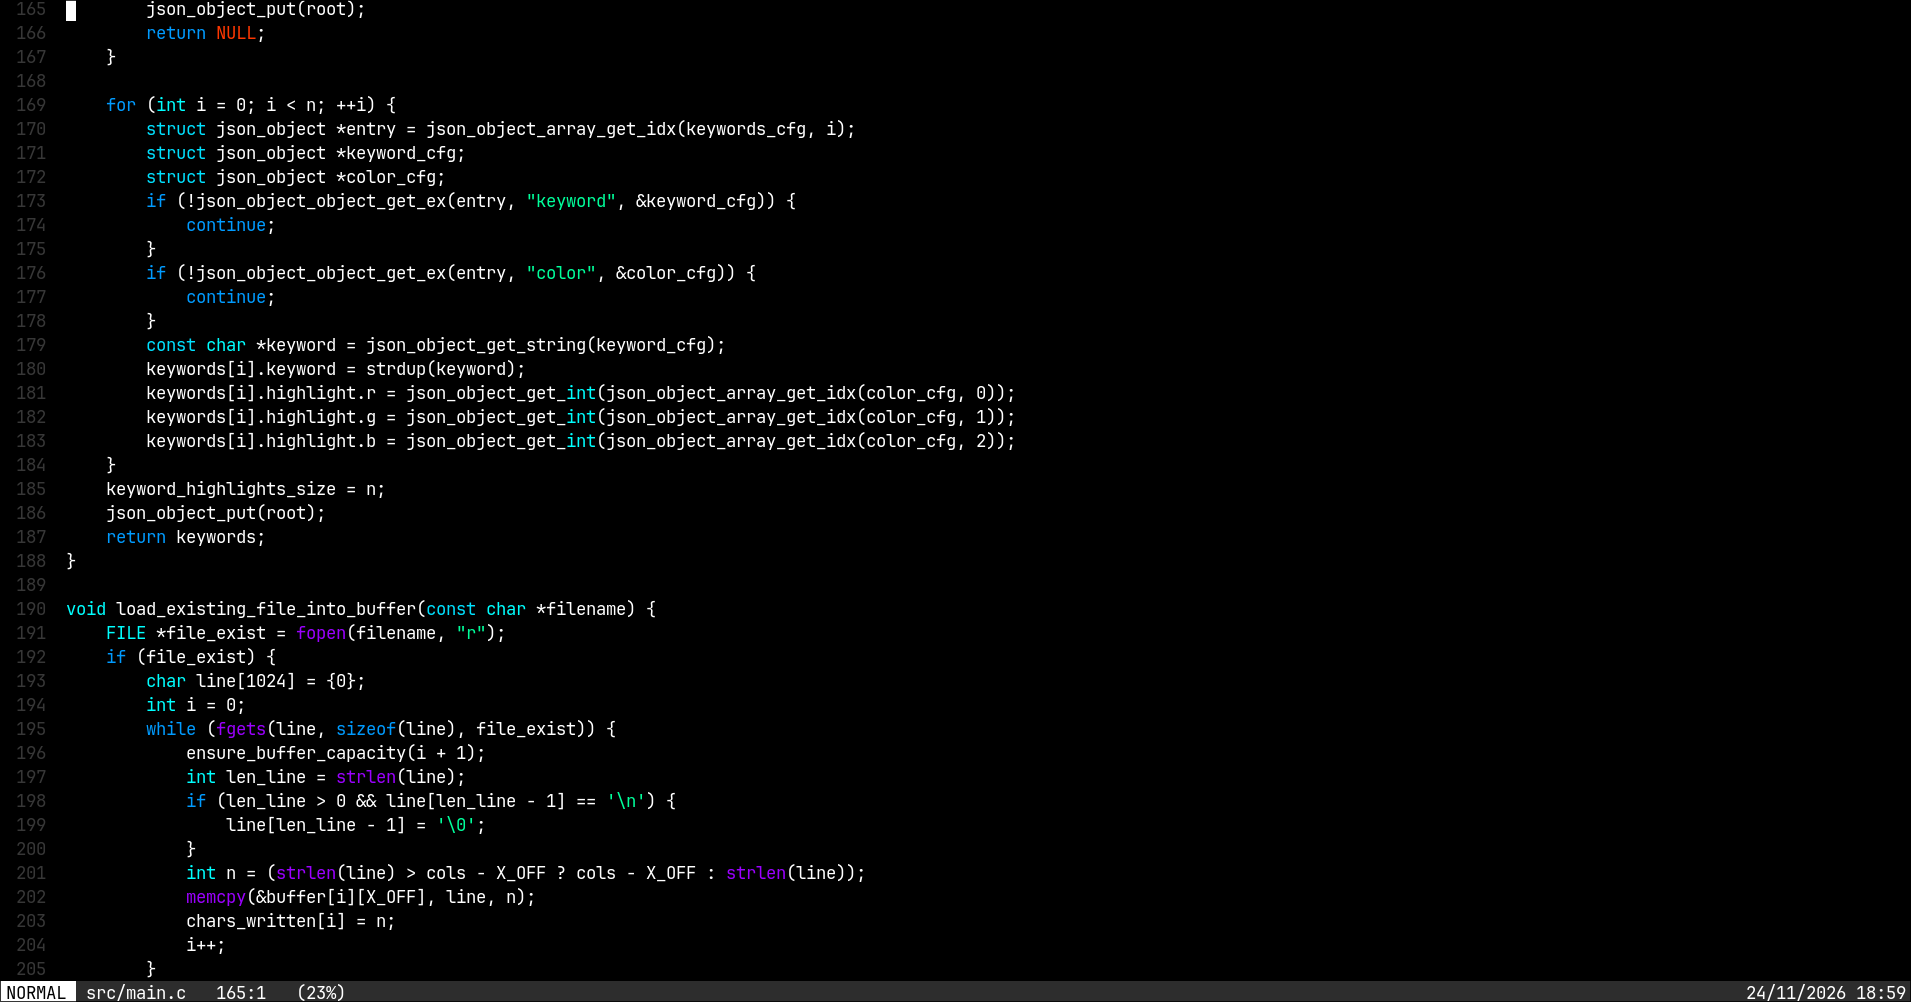 165          json_object_put(root);
166          return NULL;
167      }
168
169      for (int i = 0; i < n; ++i) {
170          struct json_object *entry = json_object_array_get_idx(keywords_cfg, i);
171          struct json_object *keyword_cfg;
172          struct json_object *color_cfg;
173          if (!json_object_object_get_ex(entry, "keyword", &keyword_cfg)) {
174              continue;
175          }
176          if (!json_object_object_get_ex(entry, "color", &color_cfg)) {
177              continue;
178          }
179          const char *keyword = json_object_get_string(keyword_cfg);
180          keywords[i].keyword = strdup(keyword);
181          keywords[i].highlight.r = json_object_get_int(json_object_array_get_idx(color_cfg, 0));
182          keywords[i].highlight.g = json_object_get_int(json_object_array_get_idx(color_cfg, 1));
183          keywords[i].highlight.b = json_object_get_int(json_object_array_get_idx(color_cfg, 2));
184      }
185      keyword_highlights_size = n;
186      json_object_put(root);
187      return keywords;
188  }
189
190  void load_existing_file_into_buffer(const char *filename) {
191      FILE *file_exist = fopen(filename, "r");
192      if (file_exist) {
193          char line[1024] = {0};
194          int i = 0;
195          while (fgets(line, sizeof(line), file_exist)) {
196              ensure_buffer_capacity(i + 1);
197              int len_line = strlen(line);
198              if (len_line > 0 && line[len_line - 1] == '\n') {
199                  line[len_line - 1] = '\0';
200              }
201              int n = (strlen(line) > cols - X_OFF ? cols - X_OFF : strlen(line));
202              memcpy(&buffer[i][X_OFF], line, n);
203              chars_written[i] = n;
204              i++;
205          }
NORMAL  src/main.c   165:1   (23%)   24/11/2026 18:59